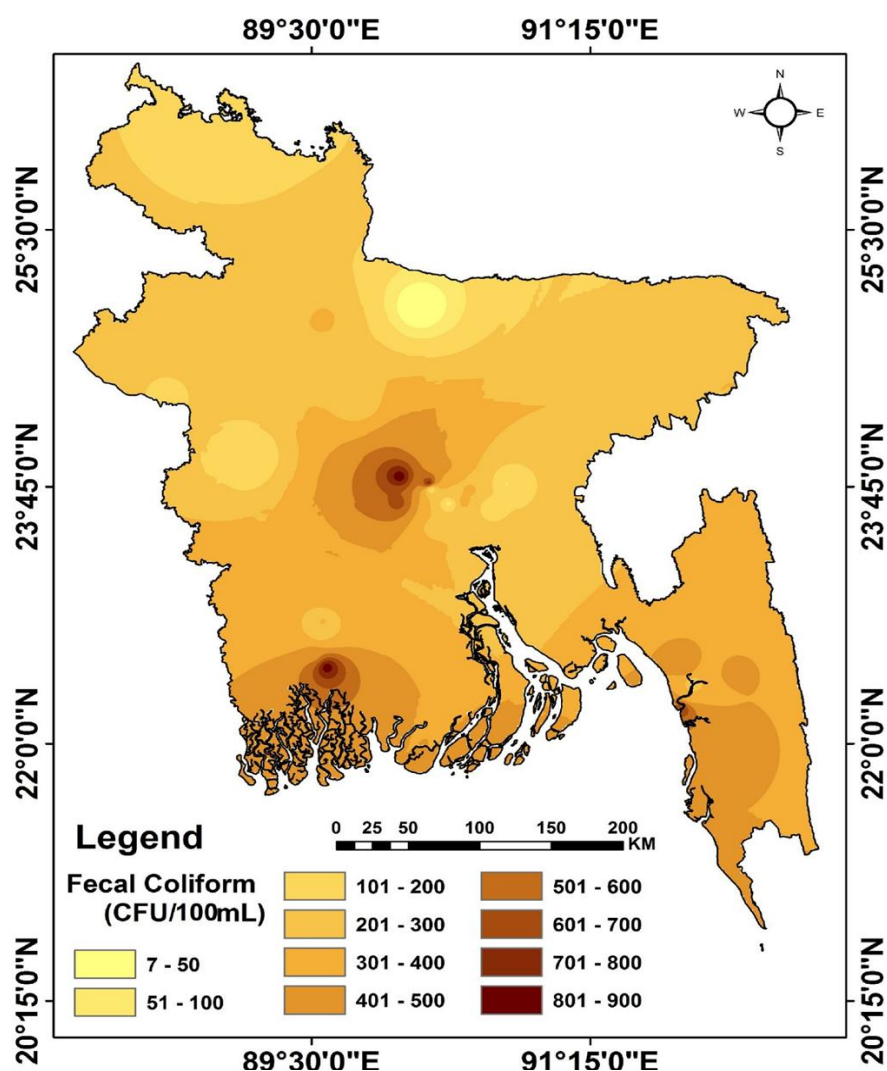 89°30'0"E 91°15'0"E
N
W E
S
25°30'0"N 25°30'0"N
23°45'0"N 23°45'0"N
22°0'0"N 22°0'0"N
20°15'0"N 20°15'0"N
Legend
0 25 50 100 150 200
KM
Fecal Coliform
(CFU/100mL)
7 - 50
51 - 100
101 - 200
201 - 300
301 - 400
401 - 500
501 - 600
601 - 700
701 - 800
801 - 900
89°30'0"E 91°15'0"E